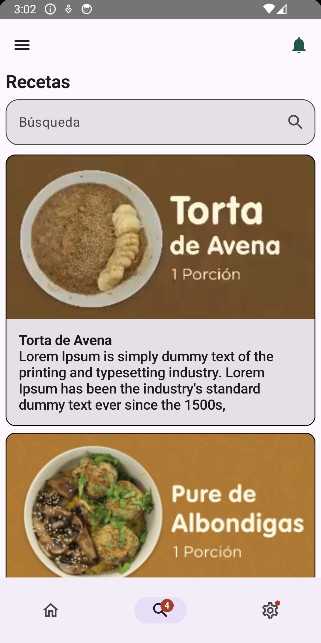 3:02
Recetas
Búsqueda
Torta
de Avena
1 Porción
Torta de Avena
Lorem Ipsum is simply dummy text of the
printing and typesetting industry. Lorem
Ipsum has been the industry's standard
dummy text ever since the 1500s,
Pure de
Albondigas
1 Porción
4